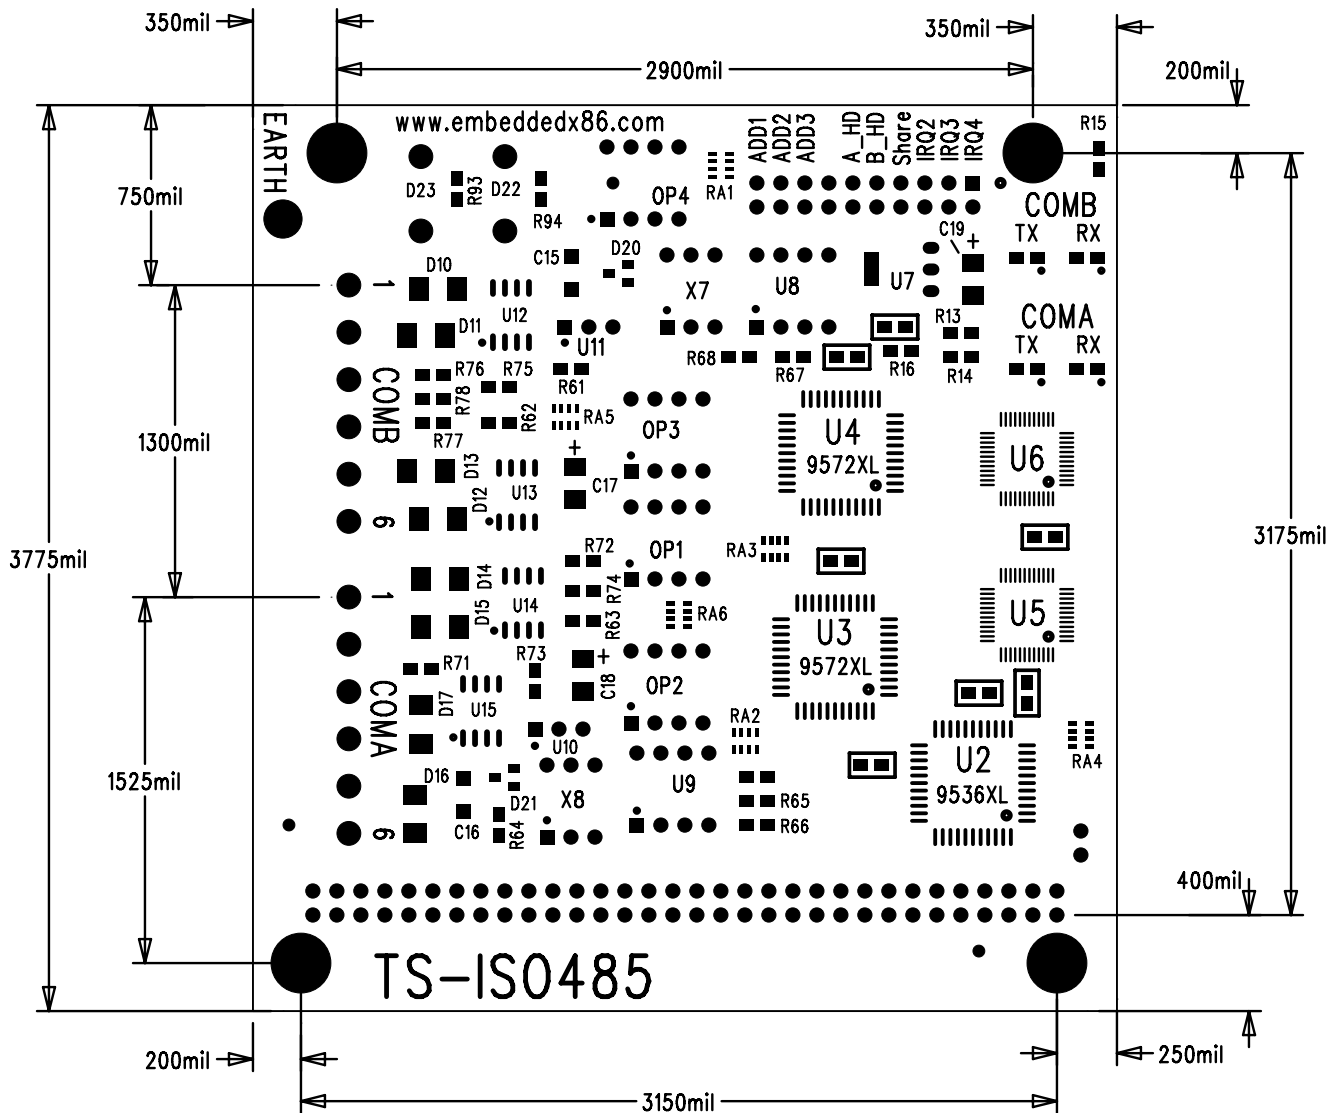 350mil
350mil
2900mil
200mil
EARTH
www.embeddedx86.com
ADD1
ADD2
ADD3
A_HD
B_HD
Share
IRQ2
IRQ3
IRQ4
R15
750mil
D23
R93
D22
R94
OP4
RA1
COMB
TX RX
C19
+
D10
C15
D20
X7
U8
U7
1
U12
D11
U11
R13
COMA
TX RX
R76
R75
R61
R68
R67
R16
R14
R78
COMB
R62
RA5
R77
OP3
U4
9572XL
U6
1300mil
+
D13
D12
U13
C17
6
3775mil
3175mil
R72
OP1
RA3
D14
R74
1
D15
U14
R63
RA6
U3
9572XL
U5
R71
R73
+
C18
OP2
COMA
D17
U15
RA2
U10
U2
9536XL
RA4
1525mil
D16
D21
X8
U9
R65
6
C16
R64
R66
400mil
TS-ISO485
200mil
250mil
3150mil